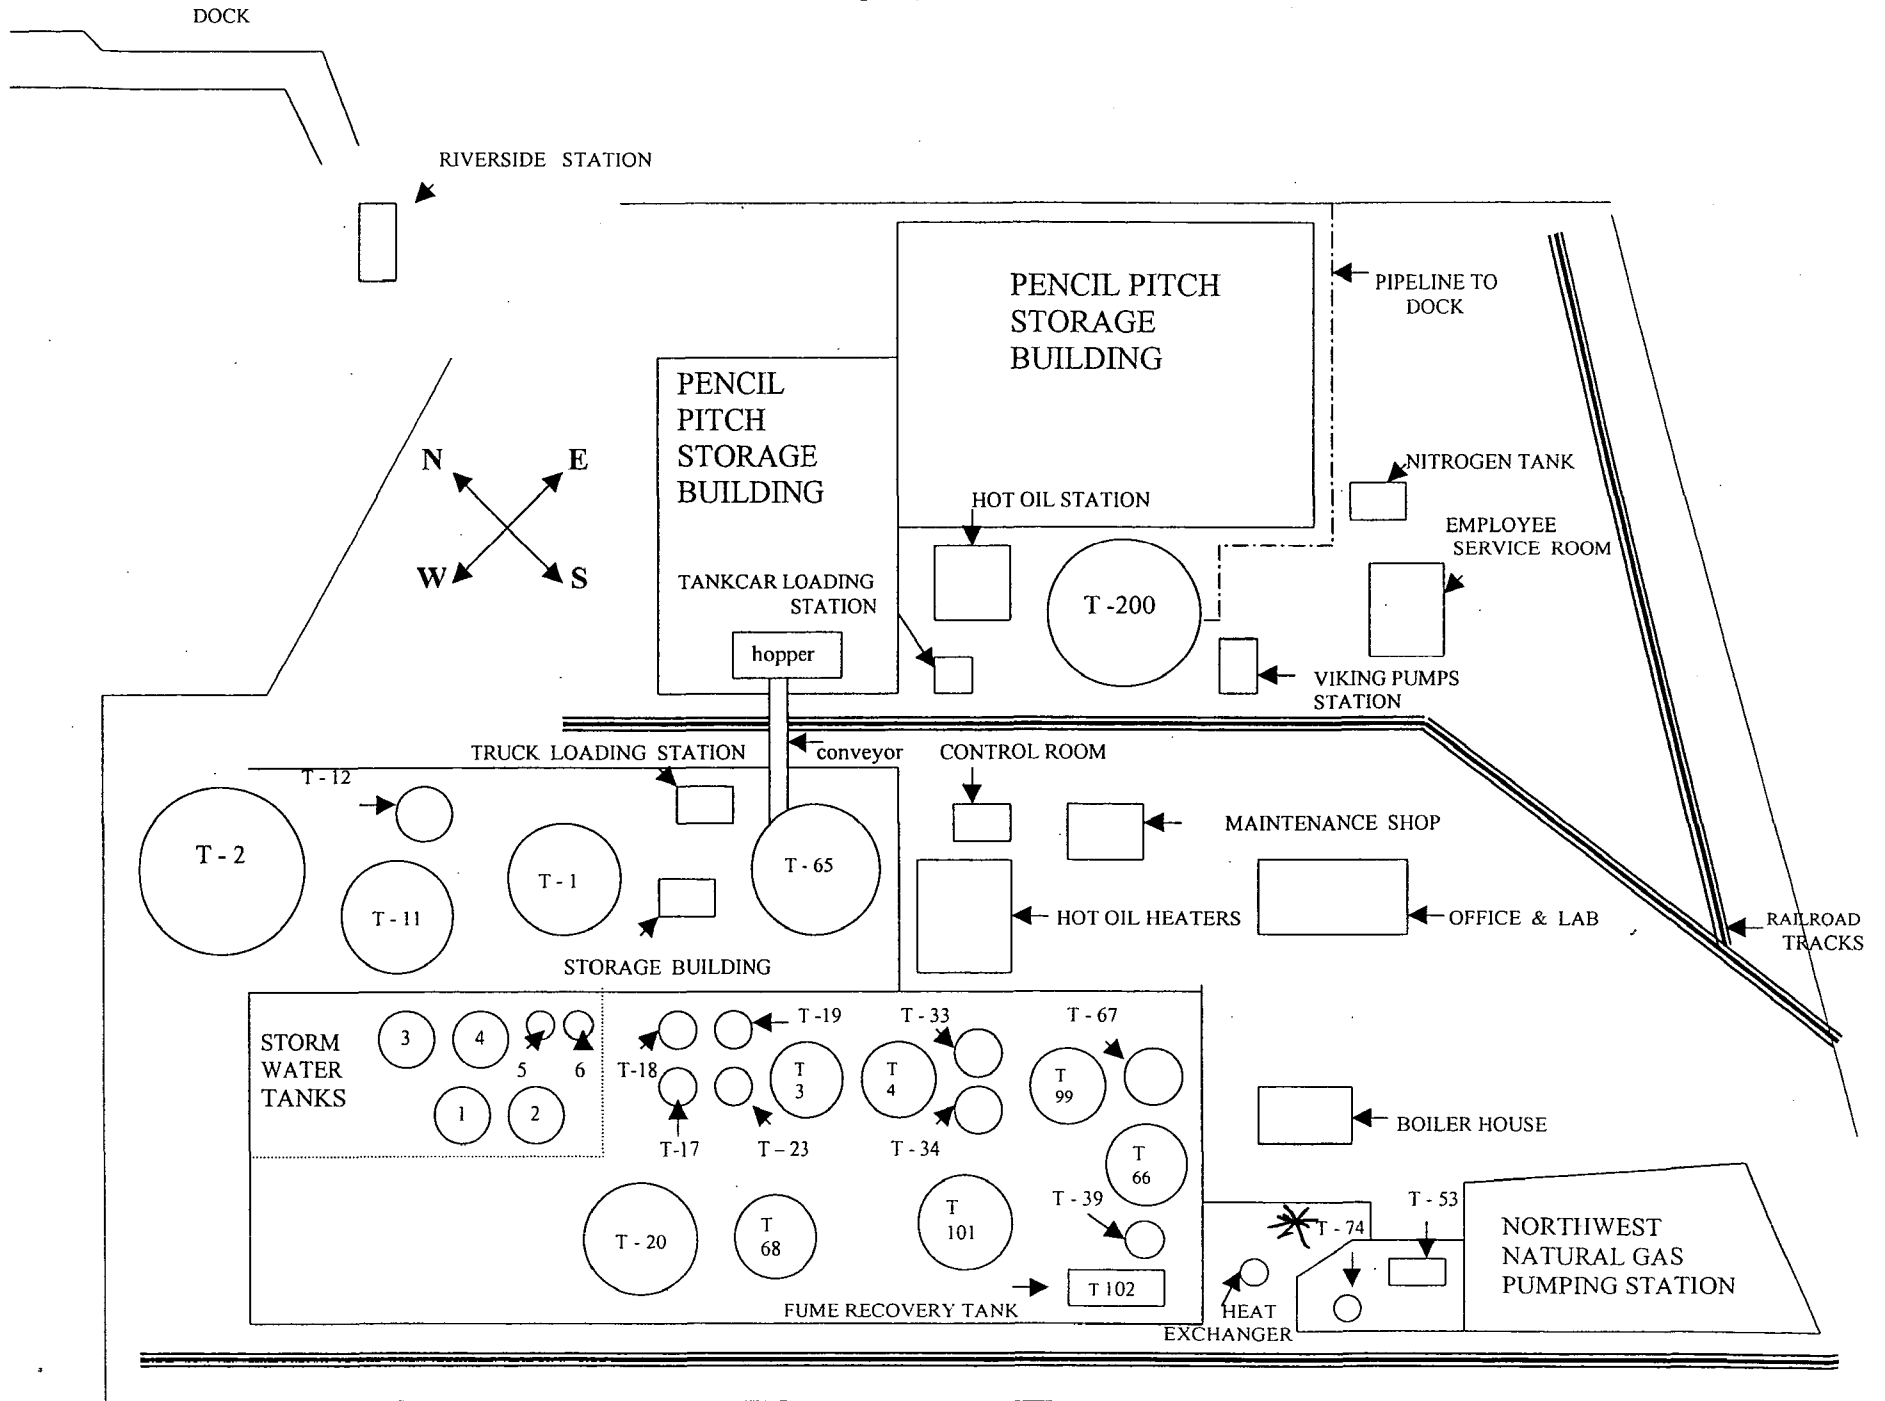 DOCK
RIVERSIDE STATION
PENCIL PITCH
STORAGE
BUILDING
PIPELINE TO
DOCK
PENCIL
PITCH
STORAGE
BUILDING
N
E
W
S
NITROGEN TANK
HOT OIL STATION
EMPLOYEE
SERVICE ROOM
TANKCAR LOADING
STATION
T -200
hopper
VIKING PUMPS
STATION
TRUCK LOADING STATION
conveyor
CONTROL ROOM
T - 12
MAINTENANCE SHOP
T - 2
T - 11
T - 1
T - 65
HOT OIL HEATERS
OFFICE & LAB
RAILROAD
TRACKS
STORAGE BUILDING
STORM
WATER
TANKS
3
4
5
6
1
2
T-18
T -19
T-17
T – 23
T
3
T
4
T - 33
T - 34
T - 67
T
99
T
66
BOILER HOUSE
T - 20
T
68
T
101
T - 39
T 102
FUME RECOVERY TANK
HEAT
EXCHANGER
T - 74
T - 53
NORTHWEST
NATURAL GAS
PUMPING STATION